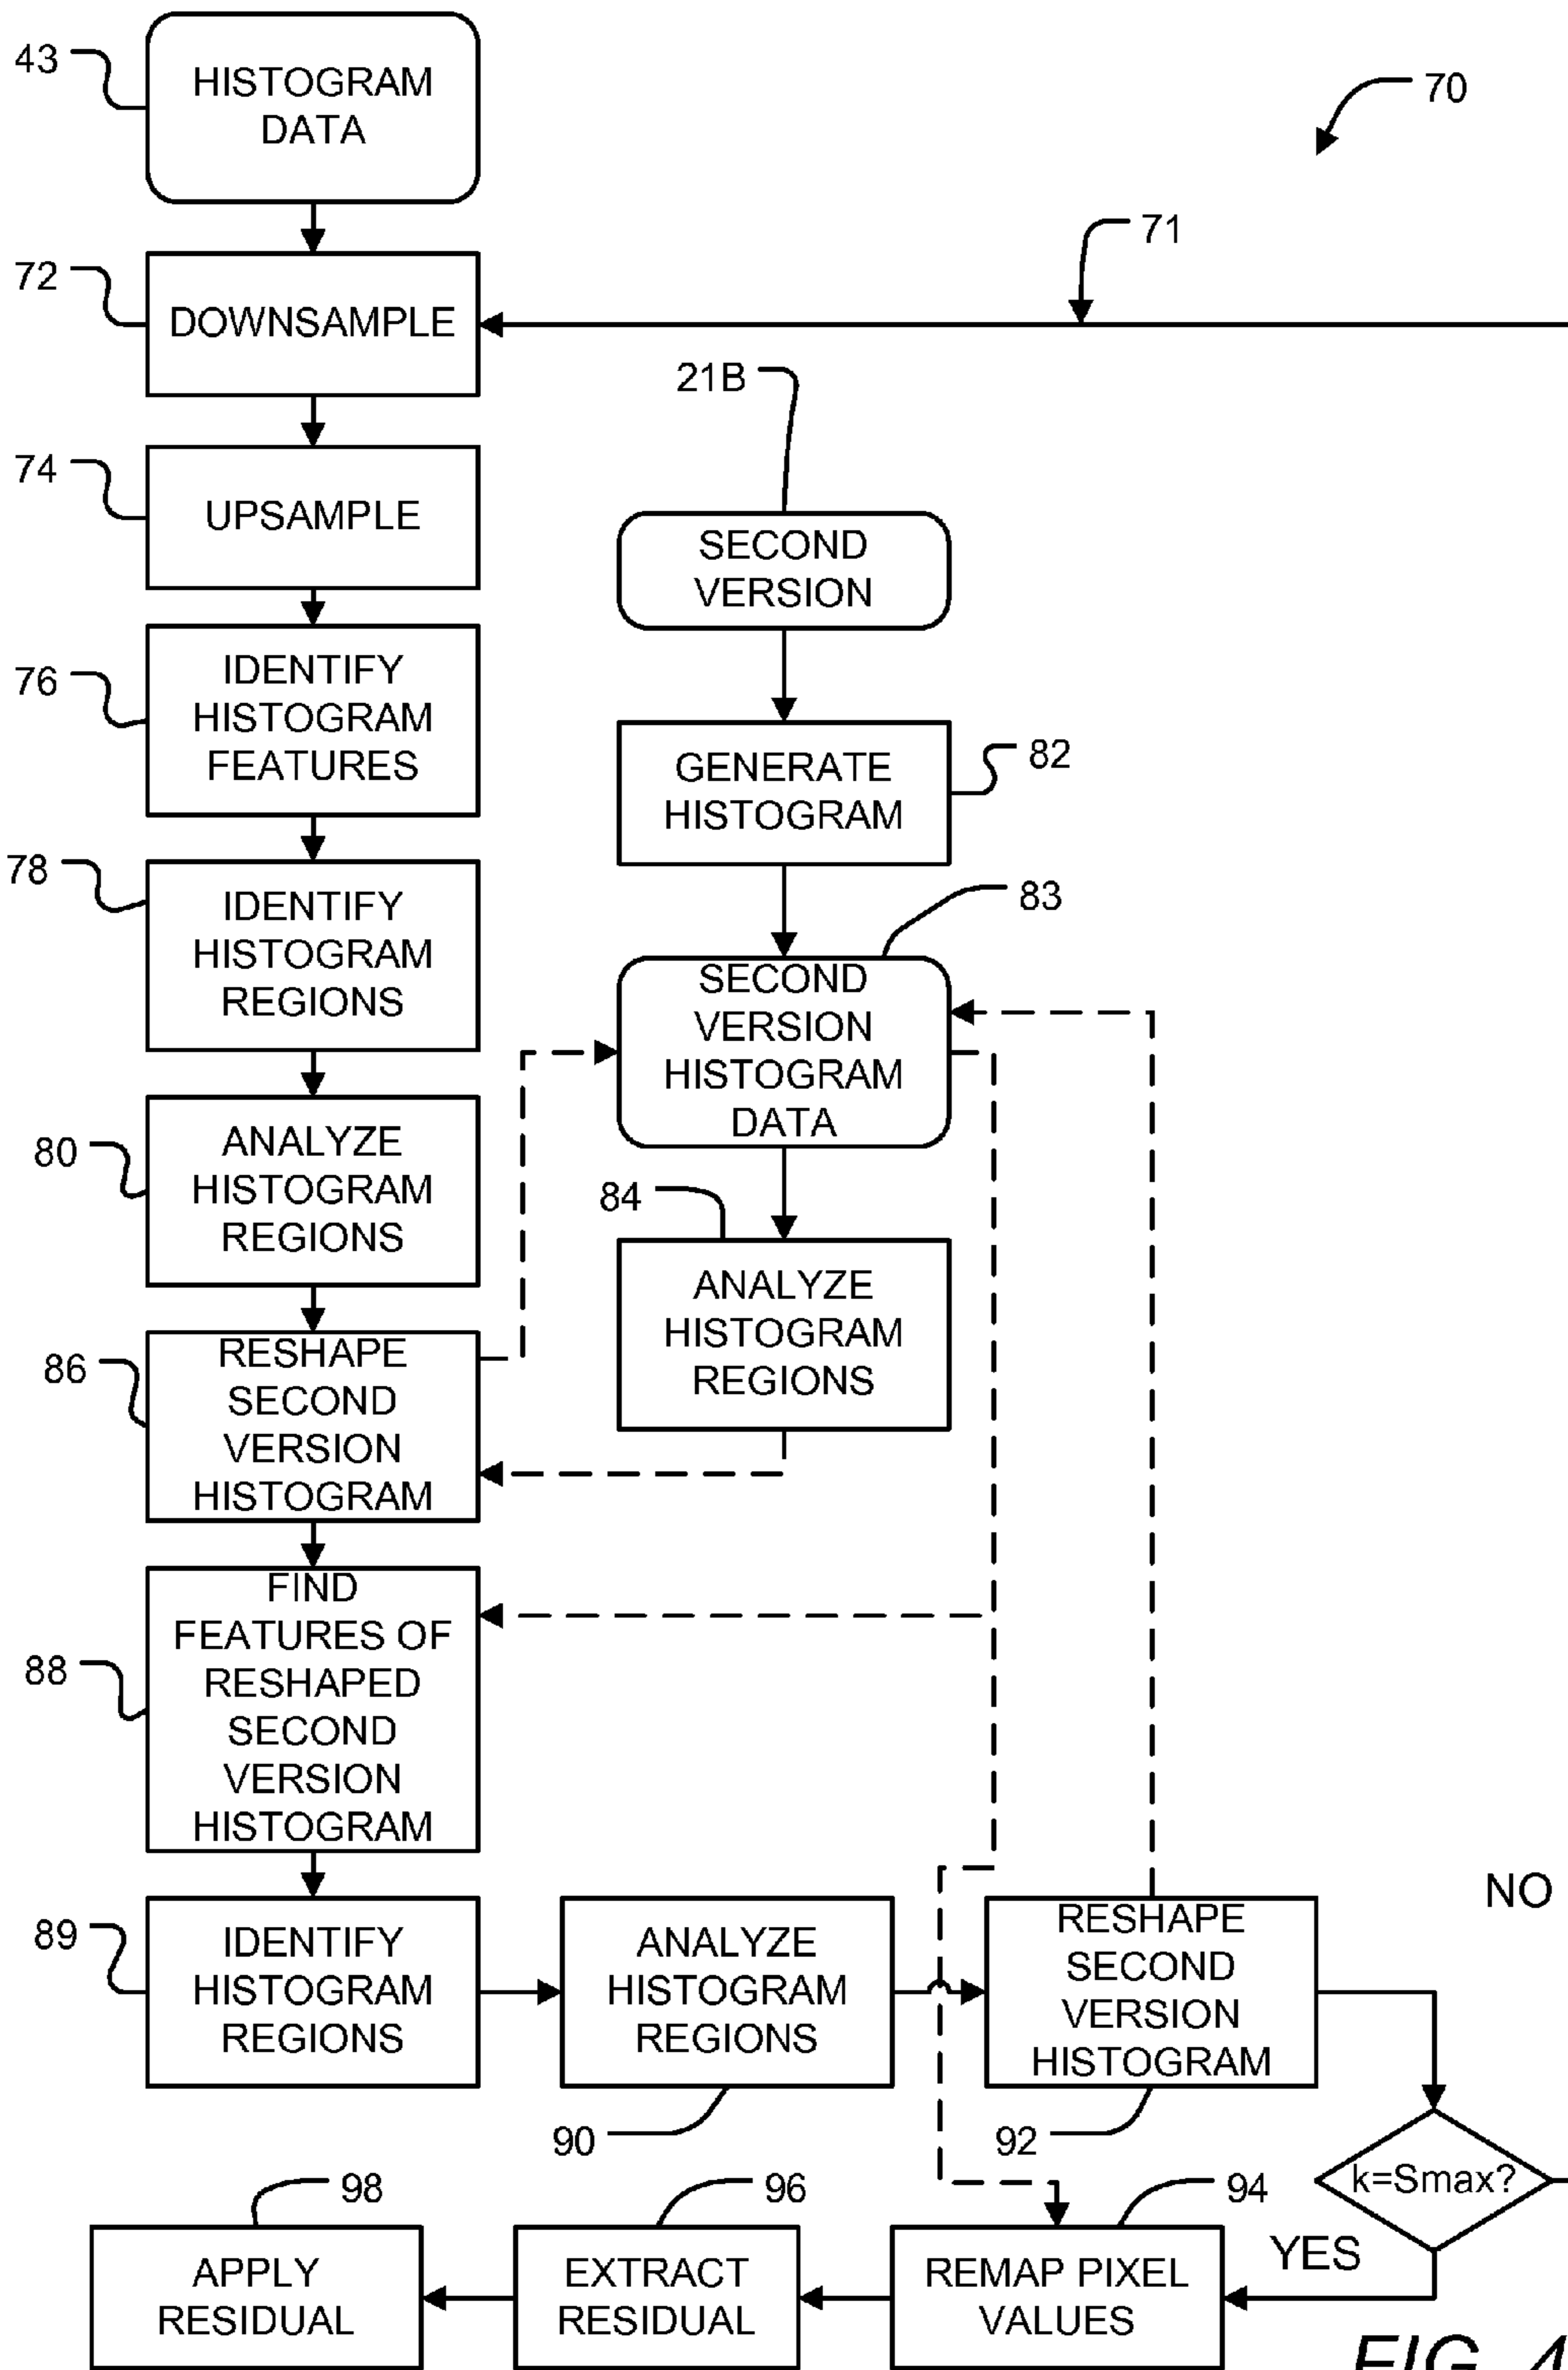 43
HISTOGRAM
DATA
70
71
72
DOWNSAMPLE
21B
74
UPSAMPLE
SECOND
VERSION
76
IDENTIFY
HISTOGRAM
FEATURES
GENERATE
HISTOGRAM
82
78
IDENTIFY
HISTOGRAM
REGIONS
83
SECOND
VERSION
HISTOGRAM
DATA
80
ANALYZE
HISTOGRAM
REGIONS
84
ANALYZE
HISTOGRAM
REGIONS
86
RESHAPE
SECOND
VERSION
HISTOGRAM
88
FIND
FEATURES OF
RESHAPED
SECOND
VERSION
HISTOGRAM
NO
89
IDENTIFY
HISTOGRAM
REGIONS
ANALYZE
HISTOGRAM
REGIONS
RESHAPE
SECOND
VERSION
HISTOGRAM
90
92
k=Smax?
98
96
94
YES
APPLY
RESIDUAL
EXTRACT
RESIDUAL
REMAP PIXEL
VALUES
FIG. 4